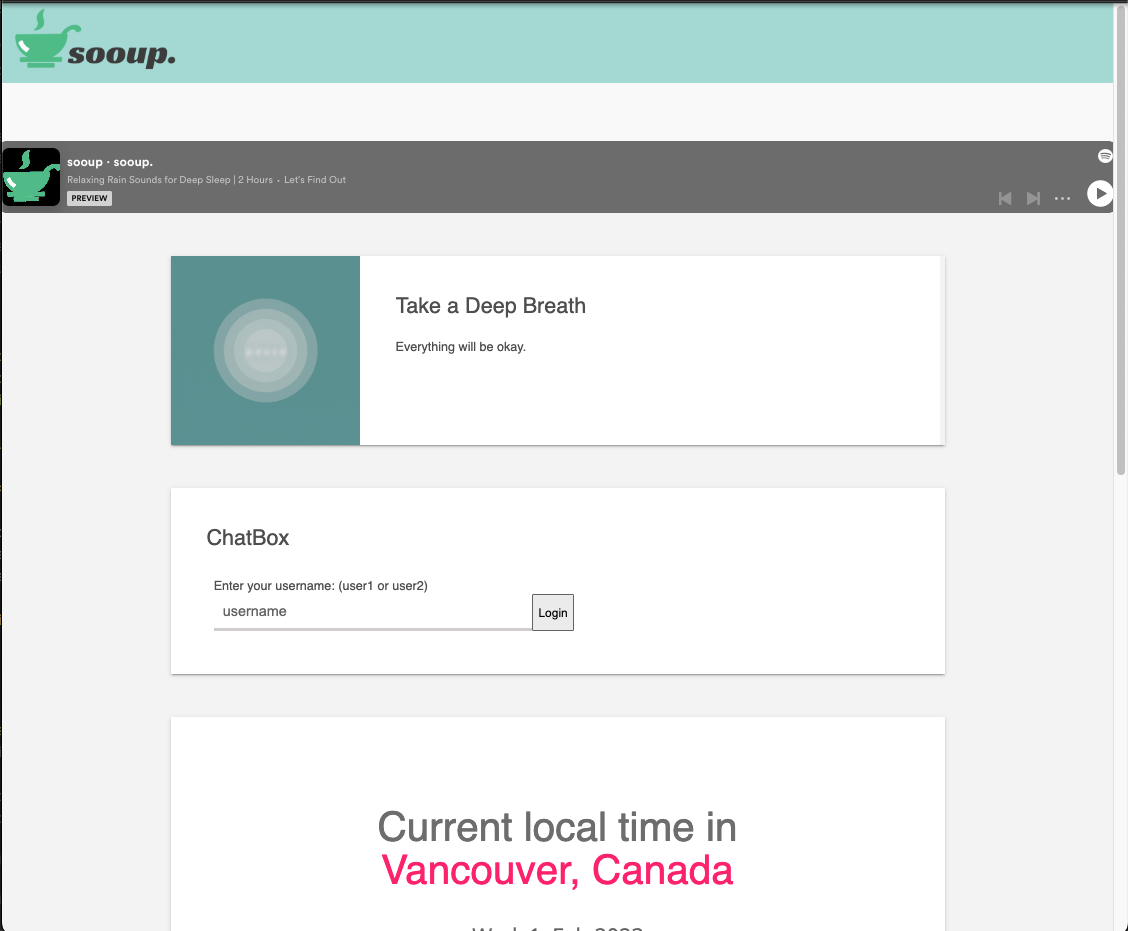 sooup.
sooup · sooup.
Relaxing Rain Sounds for Deep Sleep | 2 Hours • Let's Find Out
PREVIEW
Take a Deep Breath
Everything will be okay.
ChatBox
Enter your username: (user1 or user2)
username
Login
Current local time in
Vancouver, Canada